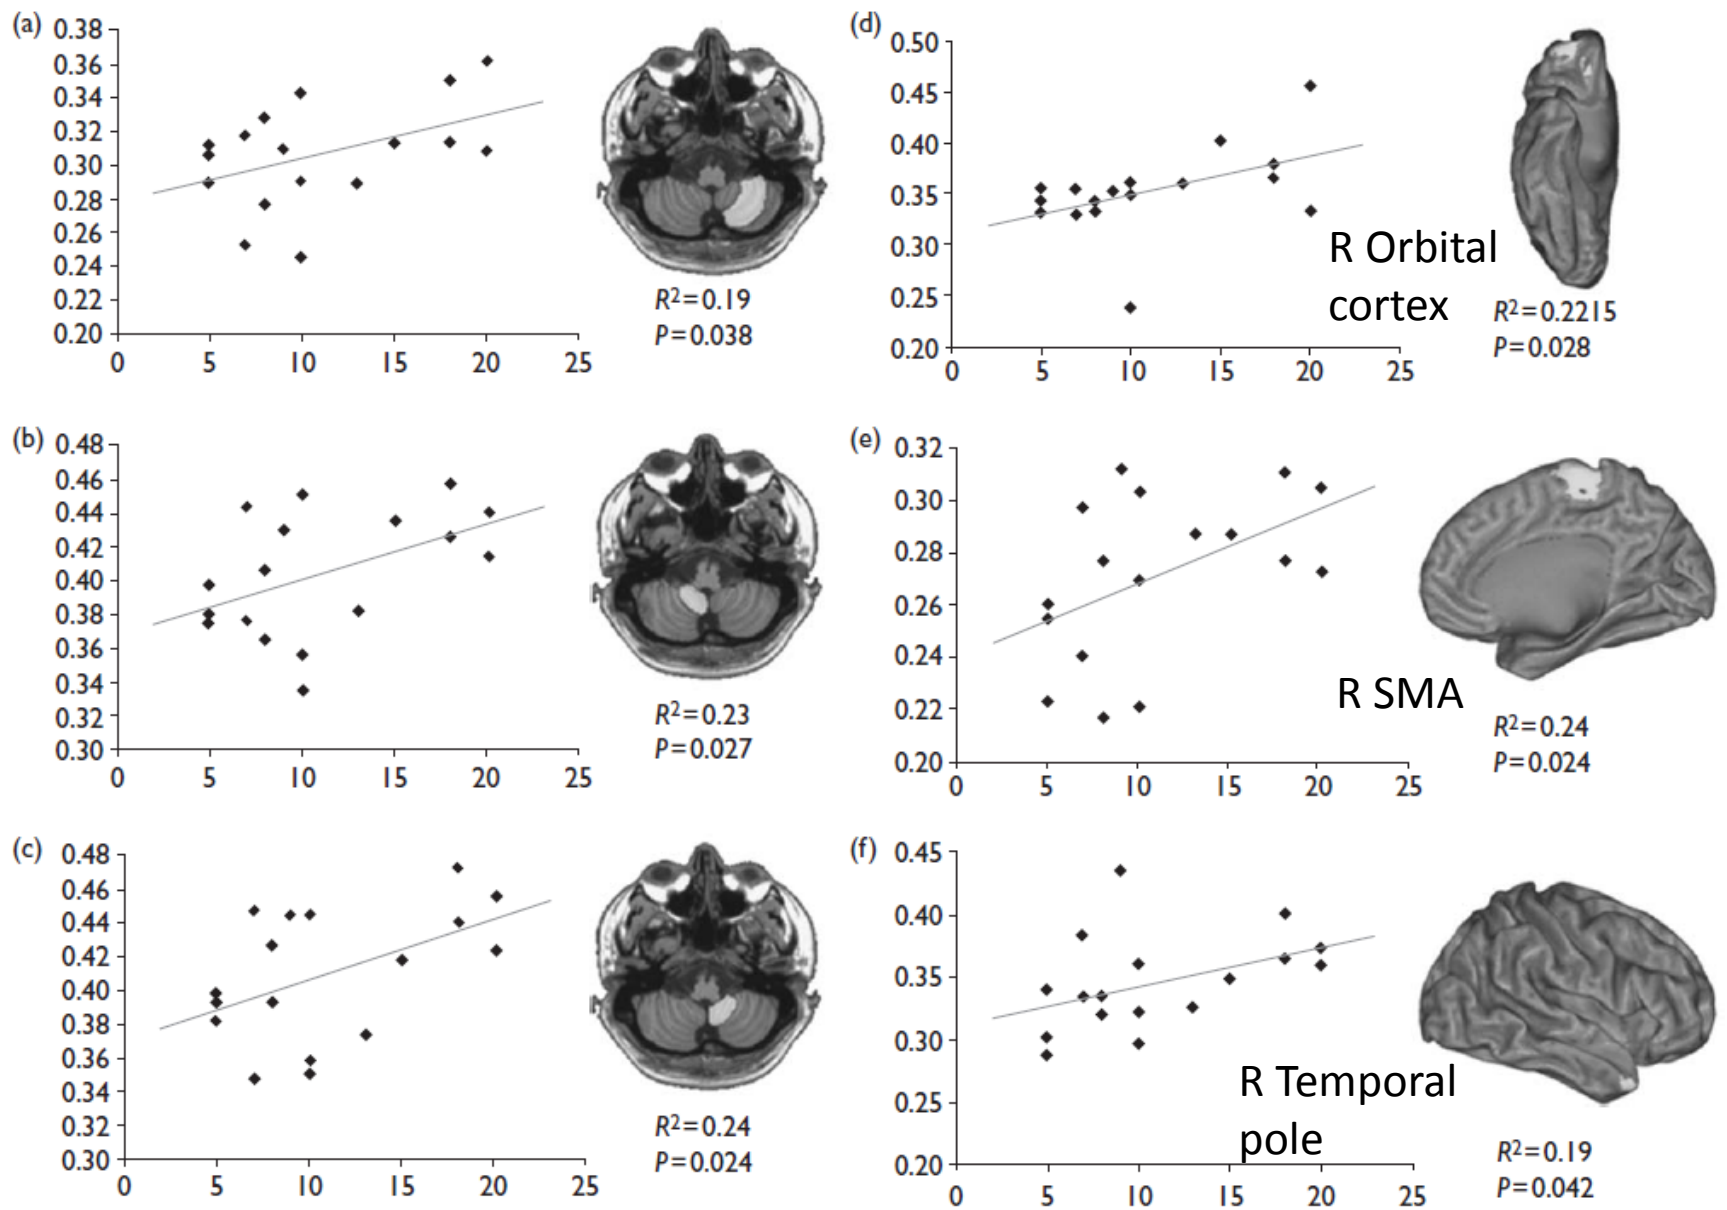 (a)
0.38
0.36
0.34
0.32
0.30
0.28
0.26
0.24
0.22
0.20
0 5 10 15 20 25
R²=0.19
P=0.038
(b)
0.48
0.46
0.44
0.42
0.40
0.38
0.36
0.34
0.32
0.30
0 5 10 15 20 25
R²=0.23
P=0.027
(c)
0.48
0.46
0.44
0.42
0.40
0.38
0.36
0.34
0.32
0.30
0 5 10 15 20 25
R²=0.24
P=0.024
(d)
0.50
0.45
0.40
0.35
0.30
0.25
0.20
0 5 10 15 20 25
R Orbital
cortex
R²=0.2215
P=0.028
(e)
0.32
0.30
0.28
0.26
0.24
0.22
0.20
0 5 10 15 20 25
R SMA
R²=0.24
P=0.024
(f)
0.45
0.40
0.35
0.30
0.25
0.20
0 5 10 15 20 25
R Temporal
pole
R²=0.19
P=0.042